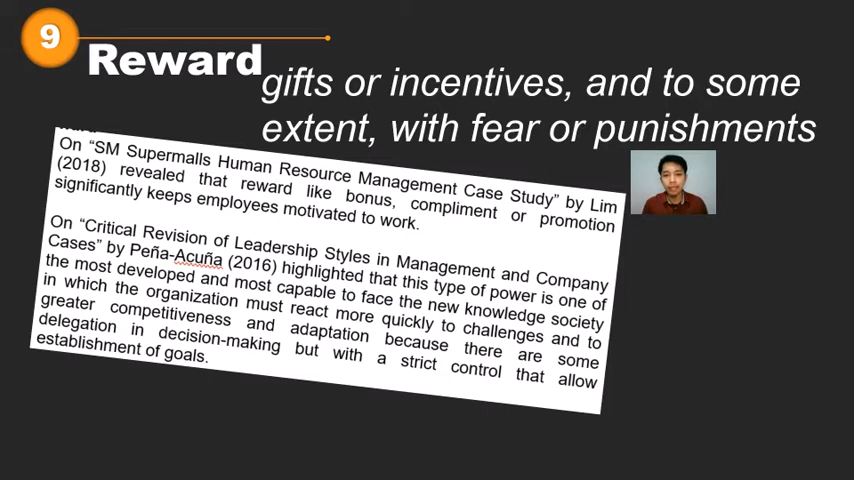 9
Reward
gifts or incentives, and to some
extent, with fear or punishments
On “SM Supermalls Human Resource Management Case Study” by Lim
(2018) revealed that reward like bonus, compliment or promotion
significantly keeps employees motivated to work.
On “Critical Revision of Leadership Styles in Management and Company
Cases” by Peña-Acuña (2016) highlighted that this type of power is one of
the most developed and most capable to face the new knowledge society
in which the organization must react more quickly to challenges and to
greater competitiveness and adaptation because there are some
delegation in decision-making but with a strict control that allow
establishment of goals.